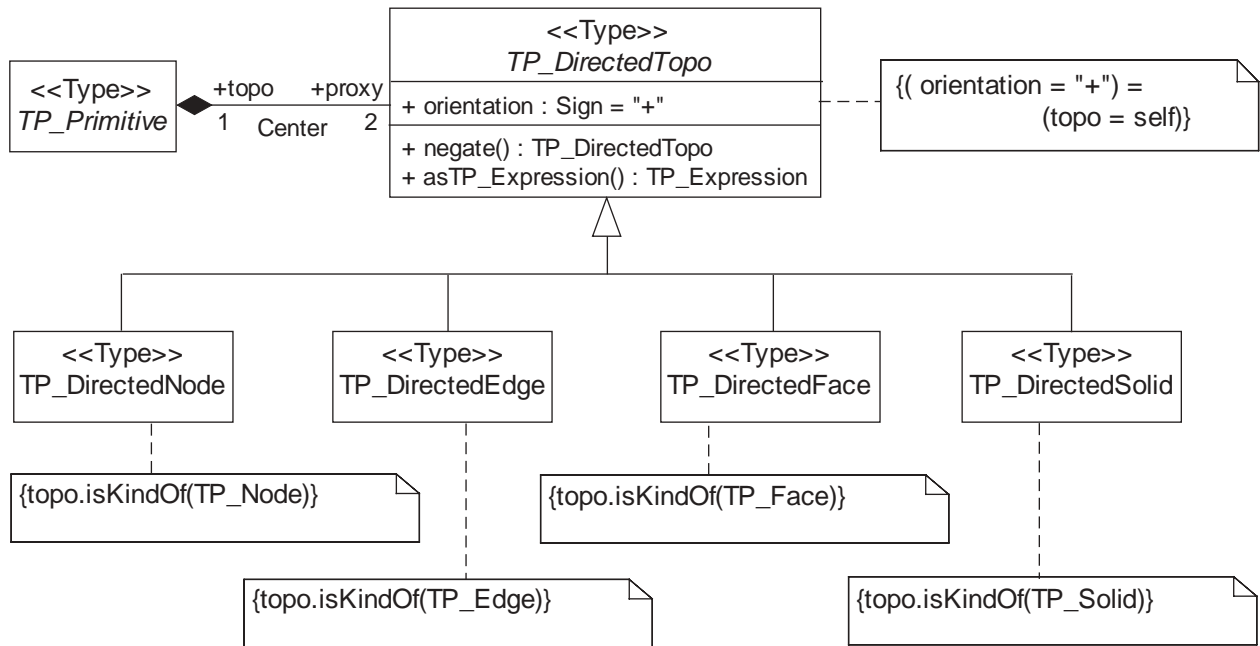 <<Type>>
TP_DirectedTopo
+ orientation : Sign = "+"
+ negate() : TP_DirectedTopo
+ asTP_Expression() : TP_Expression
<<Type>>
TP_Primitive
+topo
+proxy
1
Center
2
{( orientation = "+") =
(topo = self)}
<<Type>>
TP_DirectedNode
<<Type>>
TP_DirectedEdge
<<Type>>
TP_DirectedFace
<<Type>>
TP_DirectedSolid
{topo.isKindOf(TP_Node)}
{topo.isKindOf(TP_Face)}
{topo.isKindOf(TP_Edge)}
{topo.isKindOf(TP_Solid)}